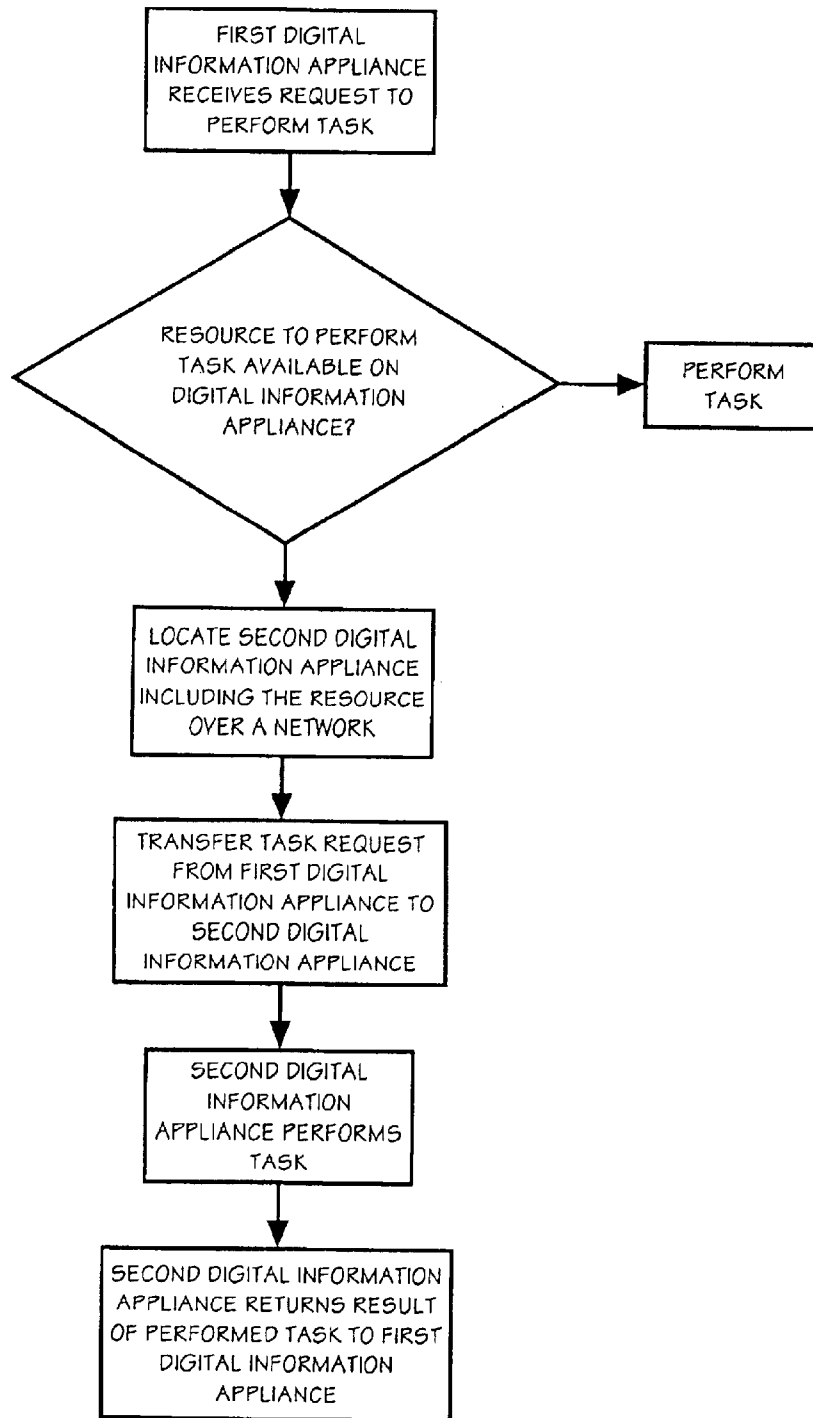 FIRST DIGITAL
INFORMATION APPLIANCE
RECEIVES REQUEST TO
PERFORM TASK
RESOURCE TO PERFORM
TASK AVAILABLE ON
DIGITAL INFORMATION
APPLIANCE?
PERFORM
TASK
LOCATE SECOND DIGITAL
INFORMATION APPLIANCE
INCLUDING THE RESOURCE
OVER A NETWORK
TRANSFER TASK REQUEST
FROM FIRST DIGITAL
INFORMATION APPLIANCE TO
SECOND DIGITAL
INFORMATION APPLIANCE
SECOND DIGITAL
INFORMATION
APPLIANCE PERFORMS
TASK
SECOND DIGITAL INFORMATION
APPLIANCE RETURNS RESULT
OF PERFORMED TASK TO FIRST
DIGITAL INFORMATION
APPLIANCE